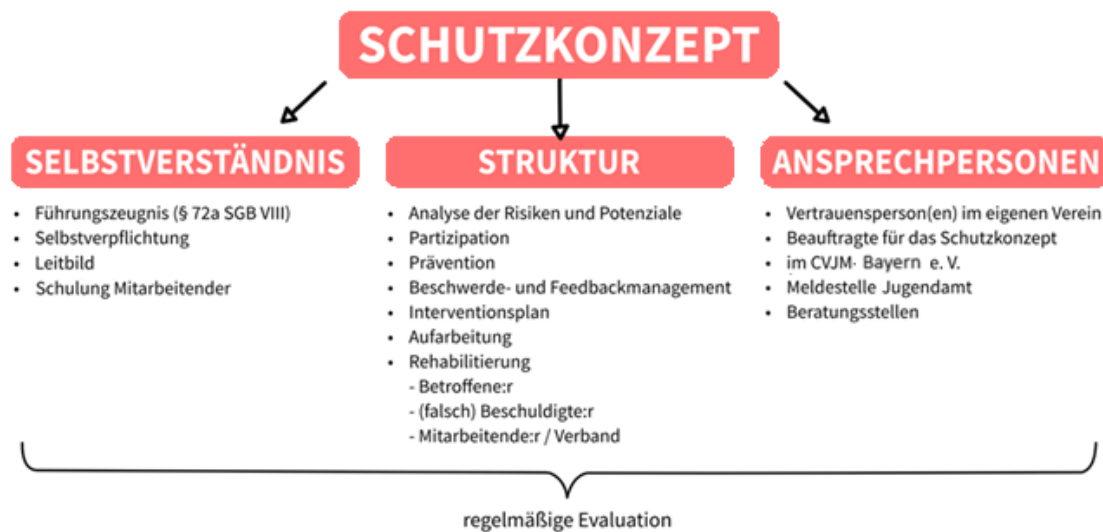 SCHUTZKONZEPT
SELBSTVERSTÄNDNIS
• Führungszeugnis (§ 72a SGB VIII)
• Selbstverpflichtung
• Leitbild
• Schulung Mitarbeitender
STRUKTUR
• Analyse der Risiken und Potenziale
• Partizipation
• Prävention
• Beschwerde- und Feedbackmanagement
• Interventionsplan
• Aufarbeitung
• Rehabilitierung
- Betroffene:r
- (falsch) Beschuldigte:r
- Mitarbeitende:r / Verband
ANSPRECHPERSONEN
• Vertrauensperson(en) im eigenen Verein
• Beauftragte für das Schutzkonzept
• im CVJM· Bayern e. V.
• Meldestelle Jugendamt
• Beratungsstellen
regelmäßige Evaluation